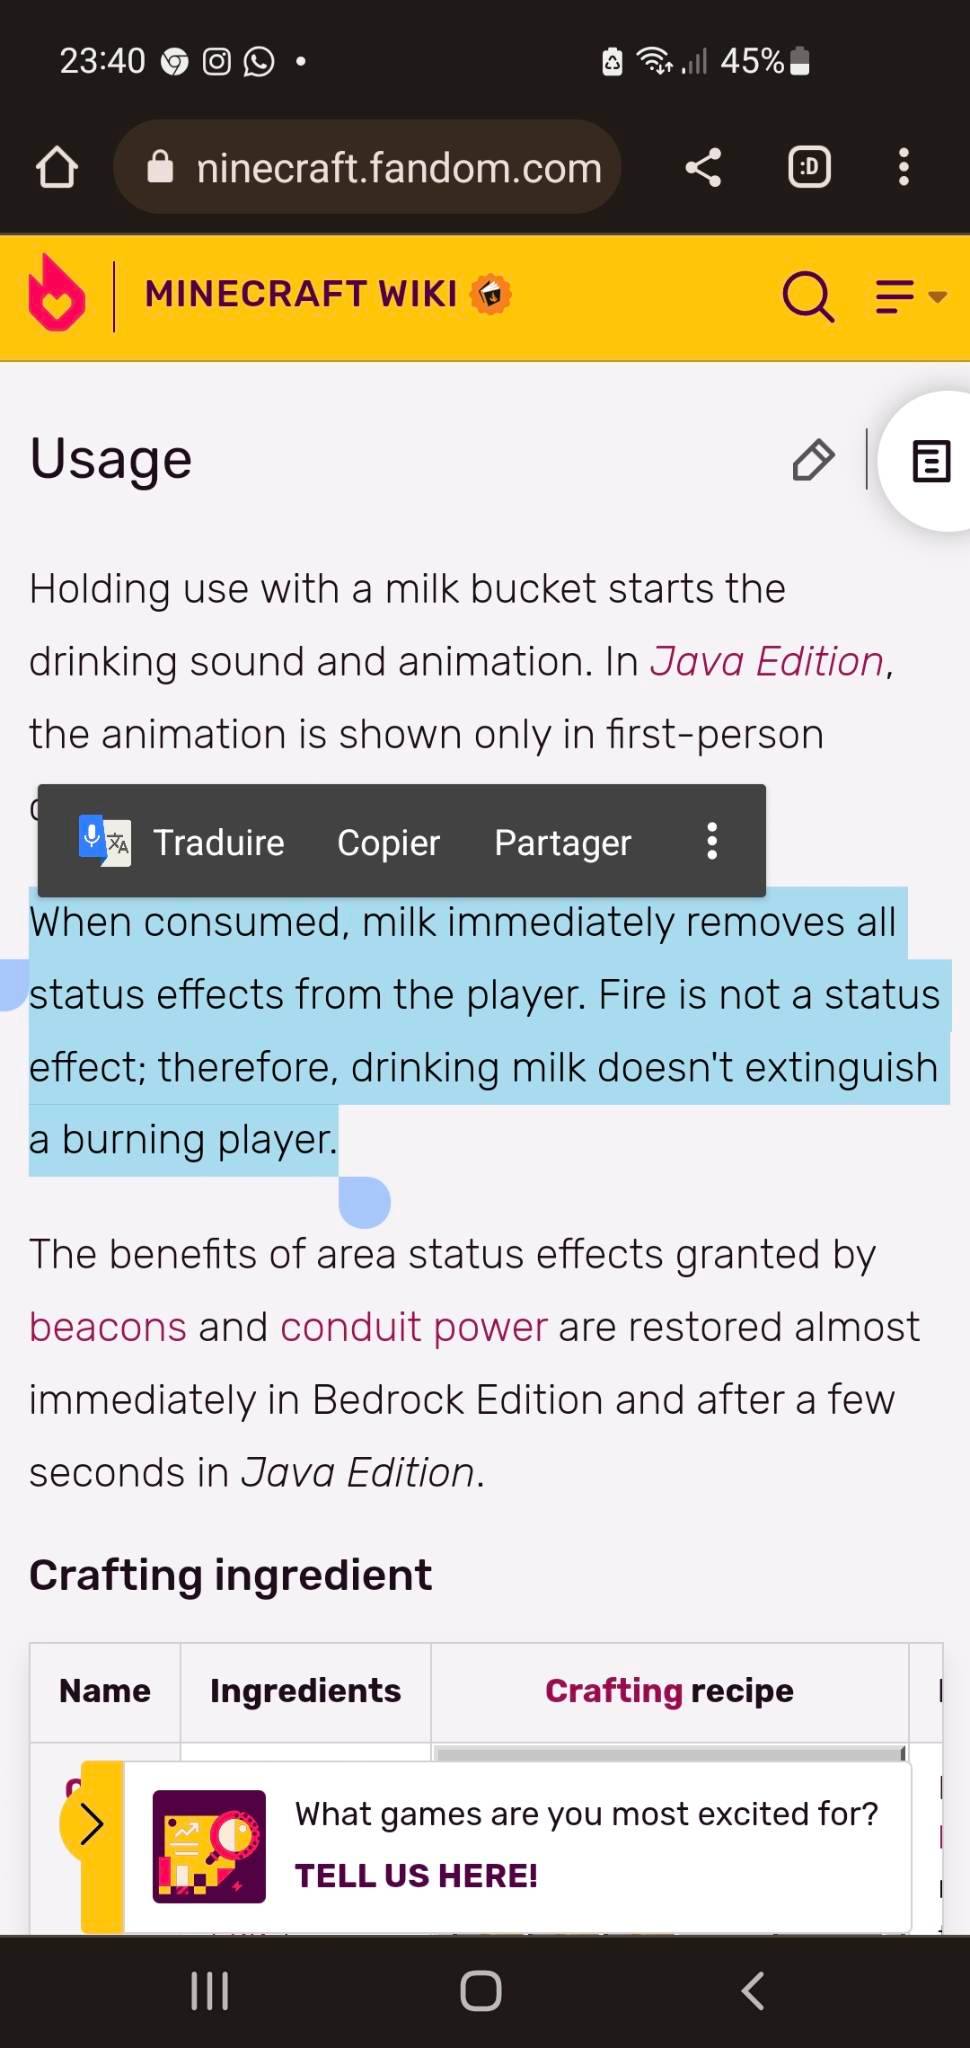 23:40
45%
ninecraft.fandom.com
:D
MINECRAFT WIKI
Usage
Holding use with a milk bucket starts the
drinking sound and animation. In Java Edition,
the animation is shown only in first-person
Traduire Copier Partager
When consumed, milk immediately removes all
status effects from the player. Fire is not a status
effect; therefore, drinking milk doesn't extinguish
a burning player.
The benefits of area status effects granted by
beacons and conduit power are restored almost
immediately in Bedrock Edition and after a few
seconds in Java Edition.
Crafting ingredient
Name Ingredients Crafting recipe
What games are you most excited for?
TELL US HERE!